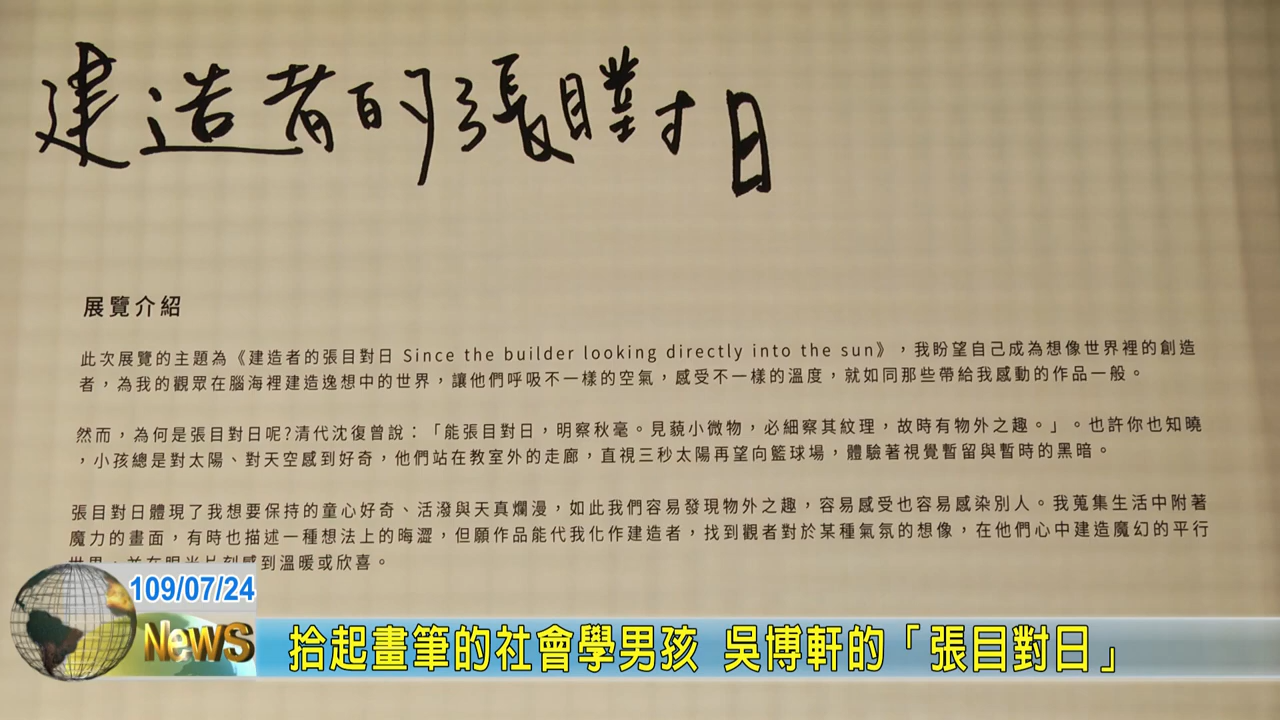 建造者的張目對日
展覽介紹
此次展覽的主題為《建造者的張目對日 Since the builder looking directly into the sun》，我盼望自己成為想像世界裡的創造
者，為我的觀眾在腦海裡建造逸想中的世界，讓他們呼吸不一樣的空氣，感受不一樣的溫度，就如同那些帶給我感動的作品一般。
然而，為何是張目對日呢?清代沈復曾說：「能張目對日，明察秋毫。見藐小微物，必細察其紋理，故時有物外之趣。」。也許你也知曉
，小孩總是對太陽、對天空感到好奇，他們站在教室外的走廊，直視三秒太陽再望向籃球場，體驗著視覺暫留與暫時的黑暗。
張目對日體現了我想要保持的童心好奇、活潑與天真爛漫，如此我們容易發現物外之趣，容易感受也容易感染別人。我蒐集生活中附著
魔力的畫面，有時也描述一種想法上的晦澀，但願作品能代我化作建造者，找到觀者對於某種氣氛的想像，在他們心中建造魔幻的平行
感到溫暖或欣喜。
109/07/24
News
拾起畫筆的社會學男孩 吳博軒的「張目對日」